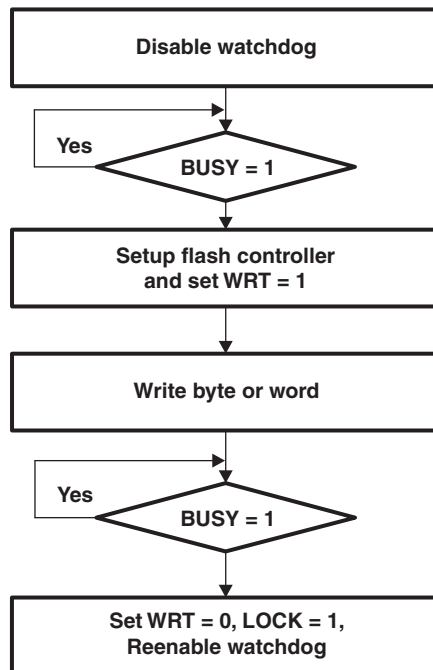 Disable watchdog
Yes
BUSY = 1
Setup flash controller
and set WRT = 1
Write byte or word
Yes
BUSY = 1
Set WRT = 0, LOCK = 1,
Reenable watchdog